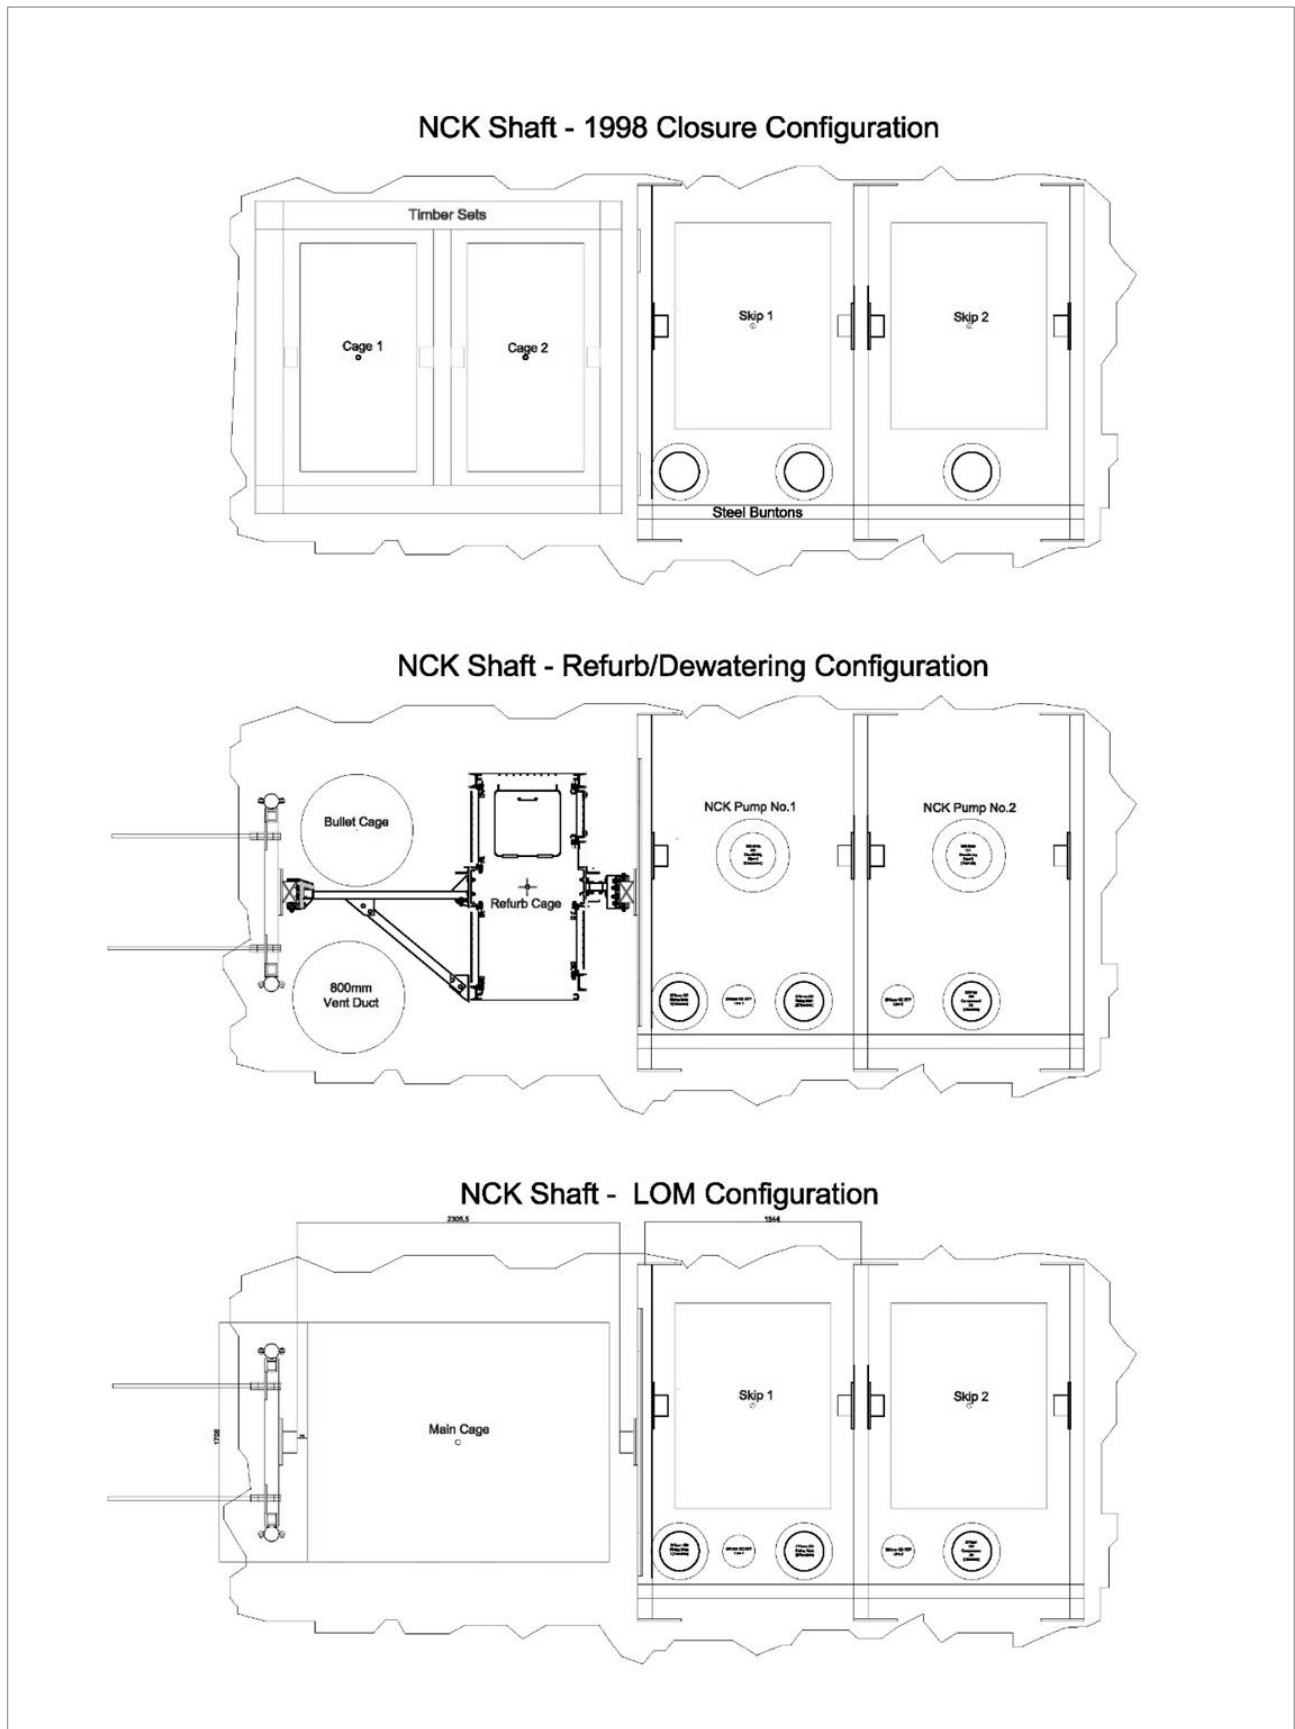 NCK Shaft - 1998 Closure Configuration
Timber Sets
Cage 1
Cage 2
Skip 1
Skip 2
Steel Buntons
NCK Shaft - Refurb/Dewatering Configuration
Bullet Cage
Refurb Cage
800mm
Vent Duct
NCK Pump No.1
NCK Pump No.2
NCK Shaft - LOM Configuration
2305,5
1544
1708
Main Cage
Skip 1
Skip 2